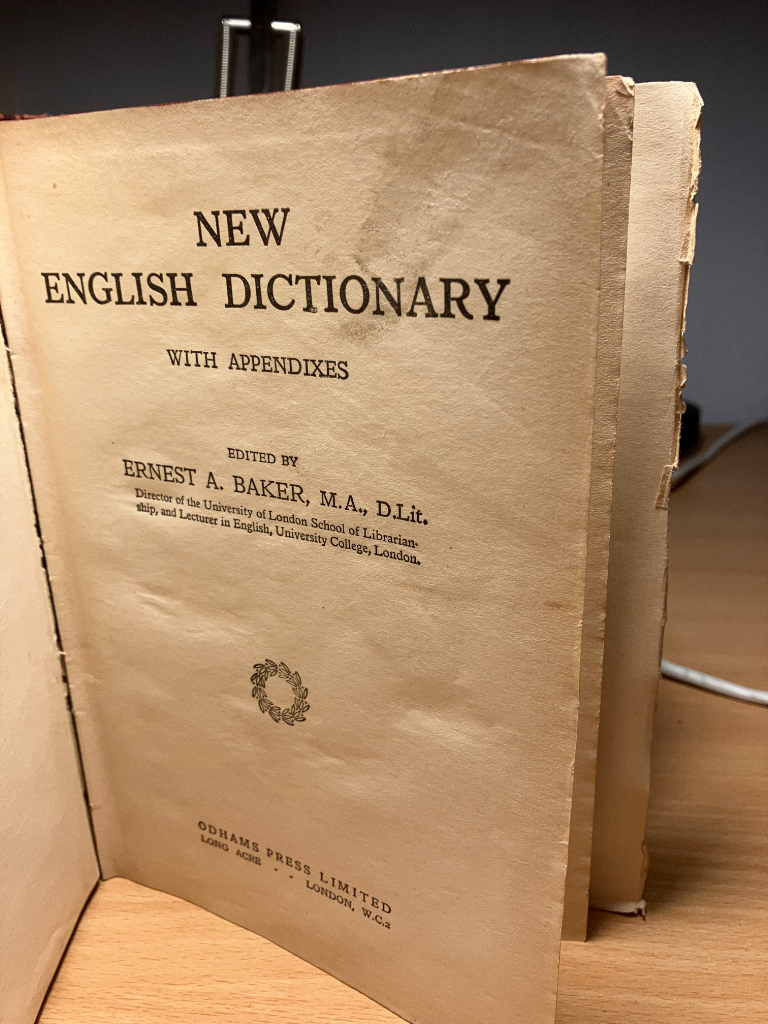 NEW
ENGLISH DICTIONARY
WITH APPENDIXES
EDITED BY
ERNEST A. BAKER, M.A., D.Lit.
Director of the University of London School of Librarian-
ship, and Lecturer in English, University College, London.
ODHAMS PRESS LIMITED
LONG ACRE - - LONDON, W.C.2